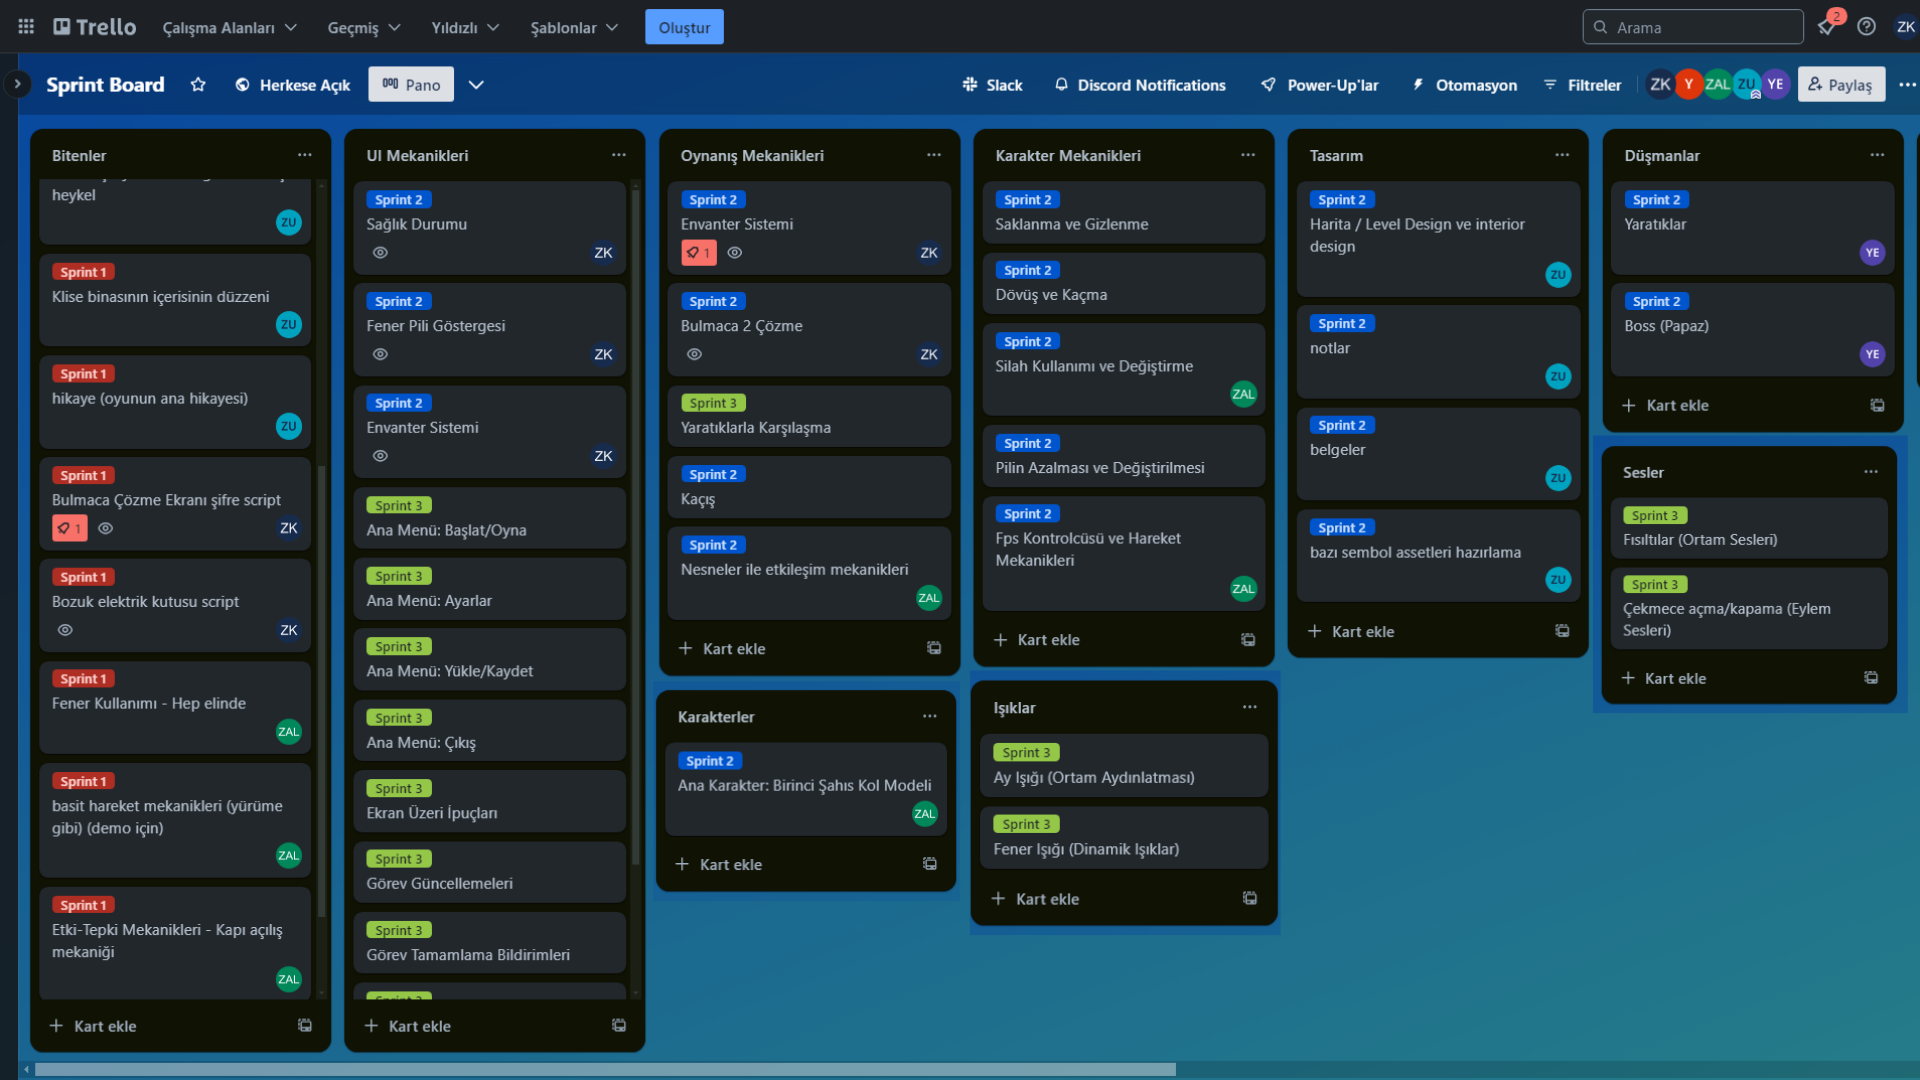 Trello
Çalışma Alanları
Geçmiş
Yıldızlı
Şablonlar
Oluştur
Arama
2
ZK
Sprint Board
Herkese Açık
Pano
Slack
Discord Notifications
Power-Up'lar
Otomasyon
Filtreler
ZK
Y
ZAL
ZU
YE
Paylaş
Bitenler
heykel
ZU
Sprint 1
Klise binasının içerisinin düzzeni
ZU
Sprint 1
hikaye (oyunun ana hikayesi)
ZU
Sprint 1
Bulmaca Çözme Ekranı şifre script
1
ZK
Sprint 1
Bozuk elektrik kutusu script
ZK
Sprint 1
Fener Kullanımı - Hep elinde
ZAL
Sprint 1
basit hareket mekanikleri (yürüme
gibi) (demo için)
ZAL
Sprint 1
Etki-Tepki Mekanikleri - Kapı açılış
mekaniği
ZAL
Kart ekle
UI Mekanikleri
Sprint 2
Sağlık Durumu
ZK
Sprint 2
Fener Pili Göstergesi
ZK
Sprint 2
Envanter Sistemi
ZK
Sprint 3
Ana Menü: Başlat/Oyna
Sprint 3
Ana Menü: Ayarlar
Sprint 3
Ana Menü: Yükle/Kaydet
Sprint 3
Ana Menü: Çıkış
Sprint 3
Ekran Üzeri İpuçları
Sprint 3
Görev Güncellemeleri
Sprint 3
Görev Tamamlama Bildirimleri
Sprint 3
Kart ekle
Oynanış Mekanikleri
Sprint 2
Envanter Sistemi
1
ZK
Sprint 2
Bulmaca 2 Çözme
ZK
Sprint 3
Yaratıklarla Karşılaşma
Sprint 2
Kaçış
Sprint 2
Nesneler ile etkileşim mekanikleri
ZAL
Kart ekle
Karakterler
Sprint 2
Ana Karakter: Birinci Şahıs Kol Modeli
ZAL
Kart ekle
Karakter Mekanikleri
Sprint 2
Saklanma ve Gizlenme
Sprint 2
Dövüş ve Kaçma
Sprint 2
Silah Kullanımı ve Değiştirme
ZAL
Sprint 2
Pilin Azalması ve Değiştirilmesi
Sprint 2
Fps Kontrolcüsü ve Hareket
Mekanikleri
ZAL
Kart ekle
Işıklar
Sprint 3
Ay Işığı (Ortam Aydınlatması)
Sprint 3
Fener Işığı (Dinamik Işıklar)
Kart ekle
Tasarım
Sprint 2
Harita / Level Design ve interior
design
ZU
Sprint 2
notlar
ZU
Sprint 2
belgeler
ZU
Sprint 2
bazı sembol assetleri hazırlama
ZU
Kart ekle
Düşmanlar
Sprint 2
Yaratıklar
YE
Sprint 2
Boss (Papaz)
YE
Kart ekle
Sesler
Sprint 3
Fısıltılar (Ortam Sesleri)
Sprint 3
Çekmece açma/kapama (Eylem
Sesleri)
Kart ekle